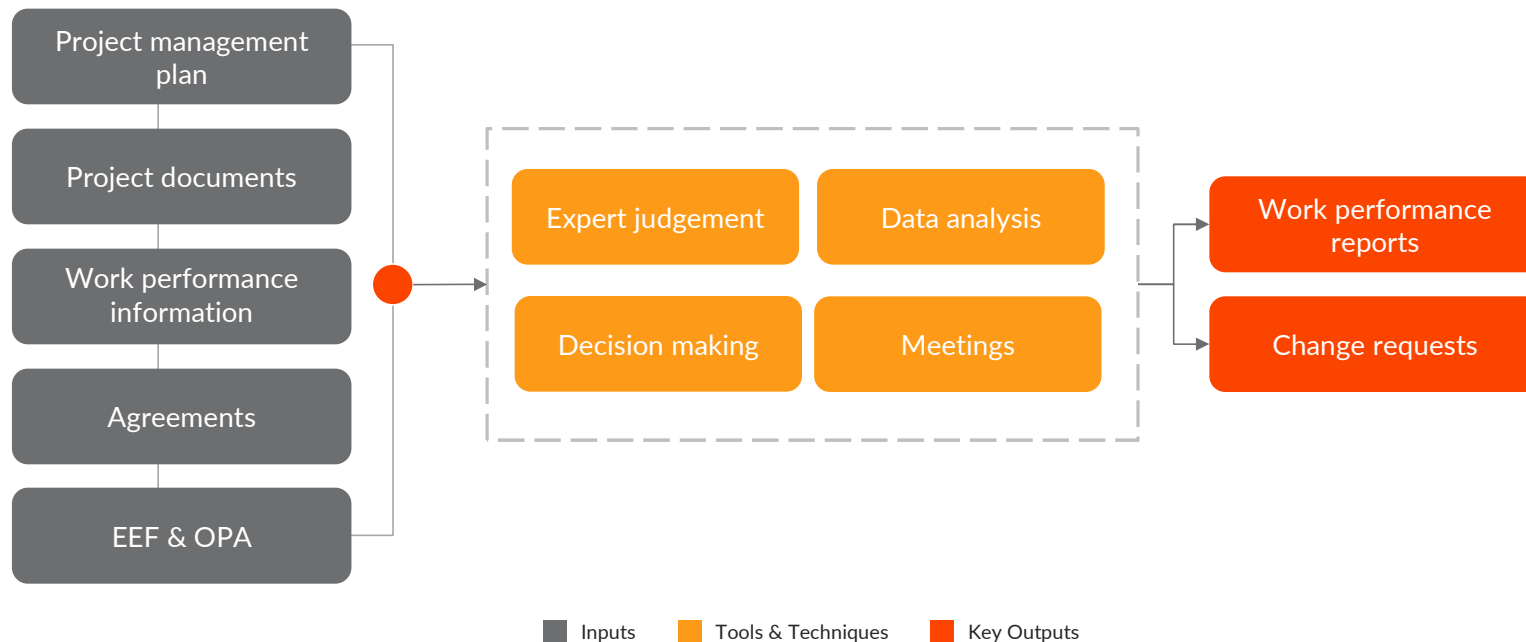 Project management
plan
Project documents
Work performance
information
Agreements
EEF & OPA
Expert judgement
Data analysis
Decision making
Meetings
Work performance
reports
Change requests
Inputs
Tools & Techniques
Key Outputs